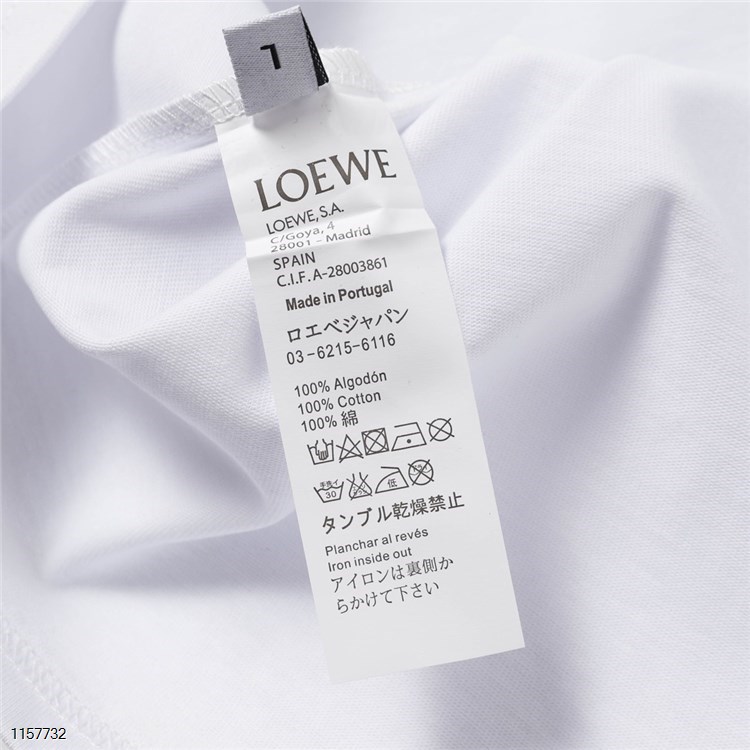 L
LOEWE
LOEWE, S.A.
C/Goya, 4
28001 - Madrid
SPAIN
C.I.F. A-28003861
Made in Portugal
ロエベジャパン
03-6215-6116
100% Algodón
100% Cotton
100% 綿
手洗イ
30
低
タンブル乾燥禁止
Planchar al revés
Iron inside out
アイロンは裏側か
らかけて下さい
1157732